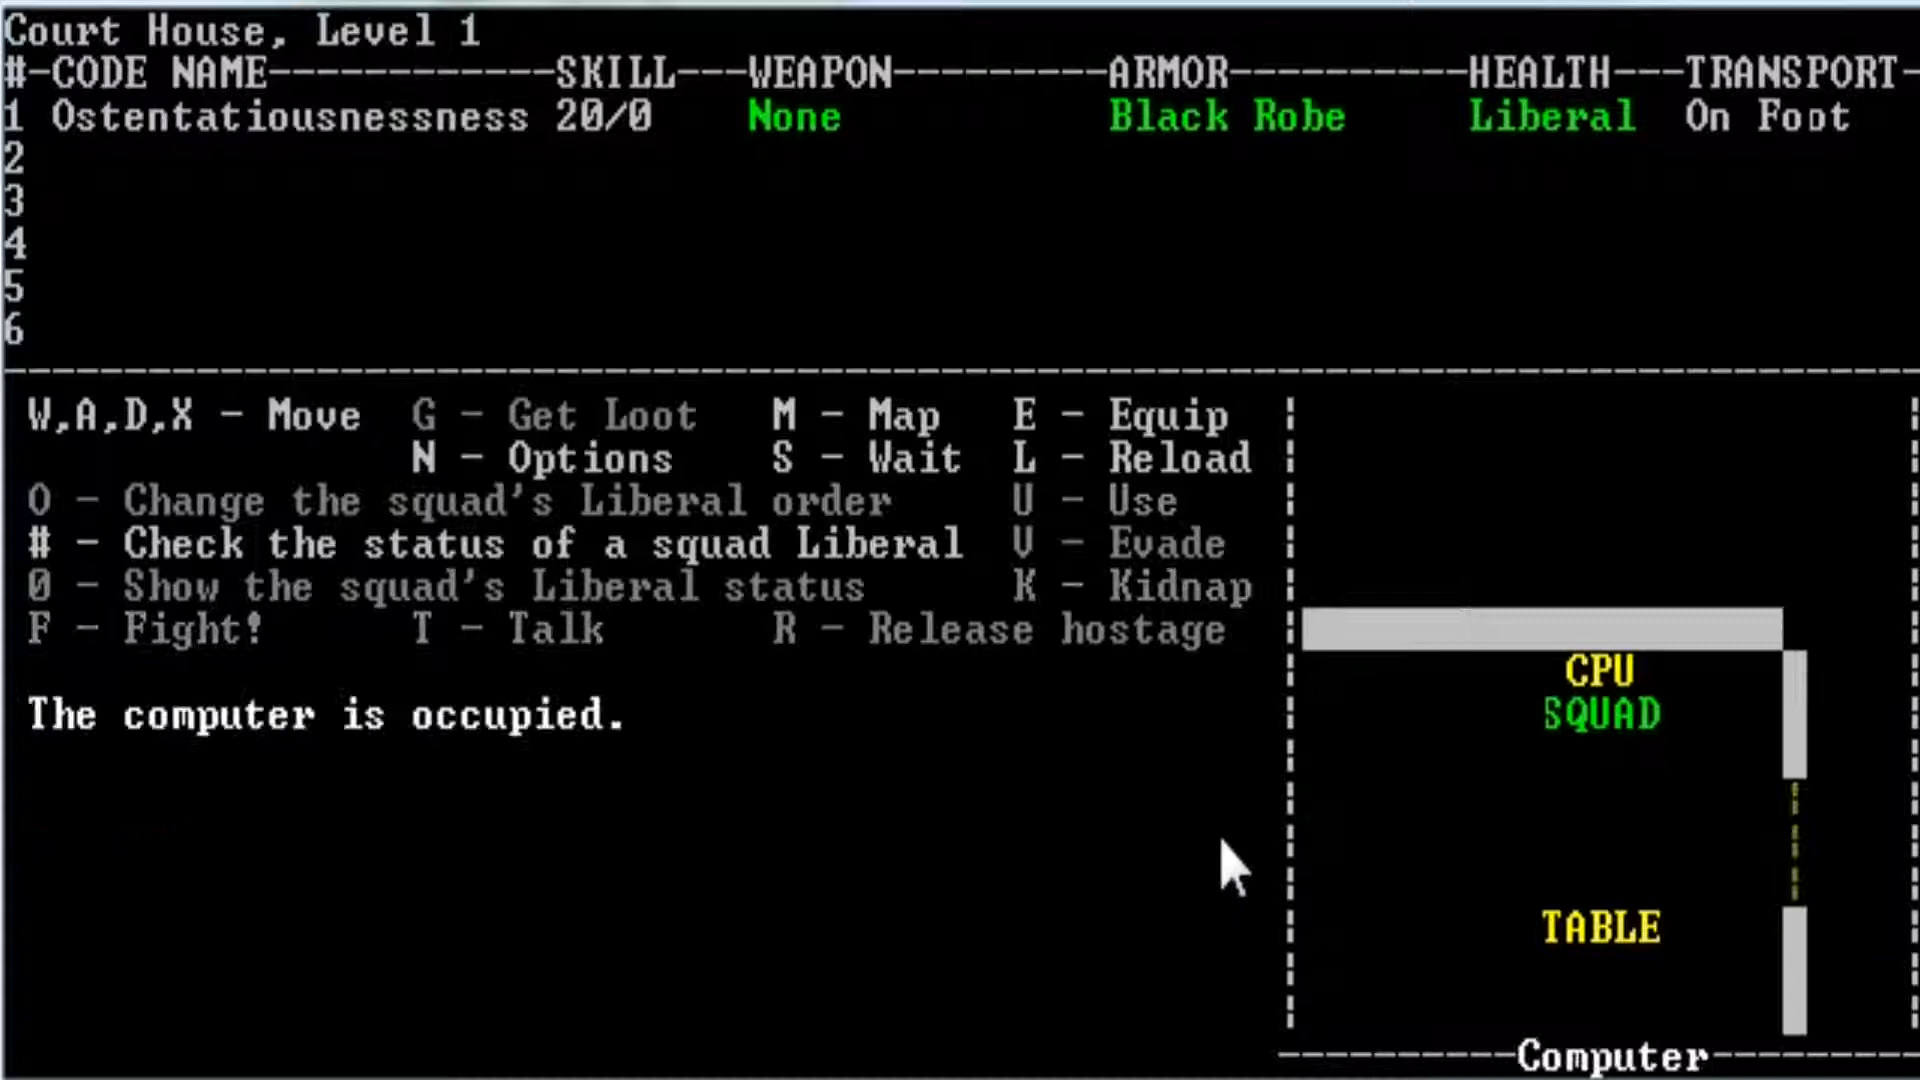 Court House, Level 1
#-CODE NAME------------SKILL---WEAPON---------ARMOR----------HEALTH---TRANSPORT-
1 Ostentatiousnessness 20/0    None           Black Robe     Liberal  On Foot
2
3
4
5
6
W,A,D,X - Move  G - Get Loot   M - Map   E - Equip
N - Options    S - Wait  L - Reload
O - Change the squad's Liberal order     U - Use
# - Check the status of a squad Liberal  V - Evade
0 - Show the squad's Liberal status      K - Kidnap
F - Fight!      T - Talk       R - Release hostage
CPU
The computer is occupied. SQUAD
TABLE
----------Computer---------